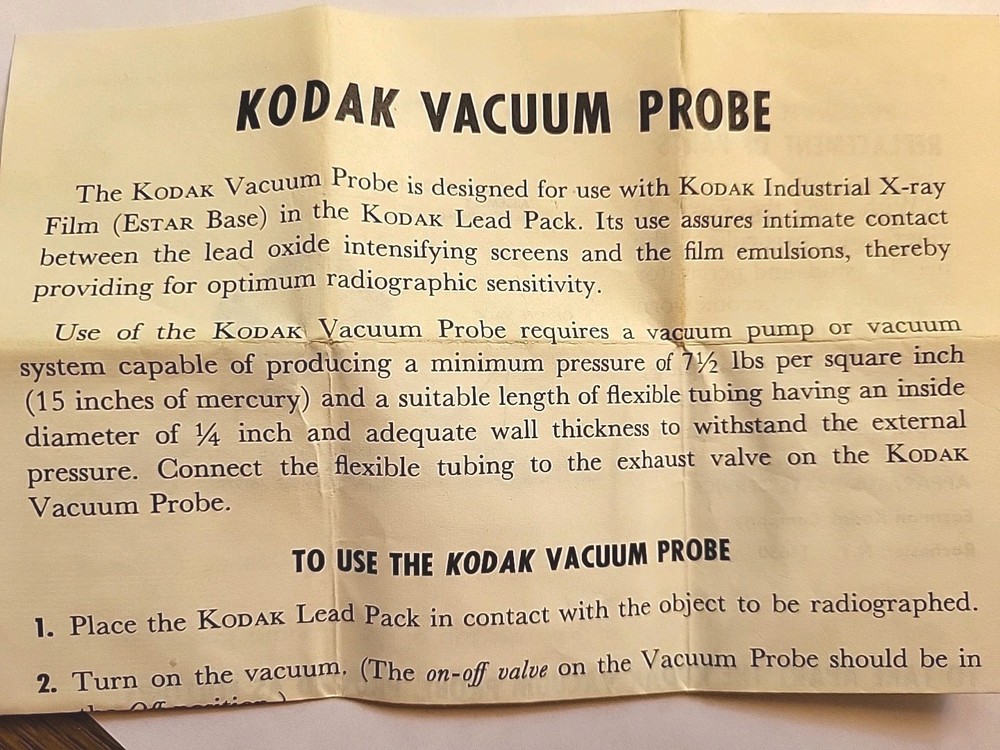 KODAK VACUUM PROBE
The KODAK Vacuum Probe is designed for use with KODAK Industrial X-ray
Film (ESTAR Base) in the KODAK Lead Pack. Its use assures intimate contact
between the lead oxide intensifying screens and the film emulsions, thereby
providing for optimum radiographic sensitivity.
Use of the KODAK Vacuum Probe requires a vacuum pump or vacuum
system capable of producing a minimum pressure of 7½ lbs per square inch
(15 inches of mercury) and a suitable length of flexible tubing having an inside
diameter of ¼ inch and adequate wall thickness to withstand the external
pressure. Connect the flexible tubing to the exhaust valve on the KODAK
Vacuum Probe.
TO USE THE KODAK VACUUM PROBE
1. Place the KODAK Lead Pack in contact with the object to be radiographed.
2. Turn on the vacuum. (The on-off valve on the Vacuum Probe should be in
the Off position.)